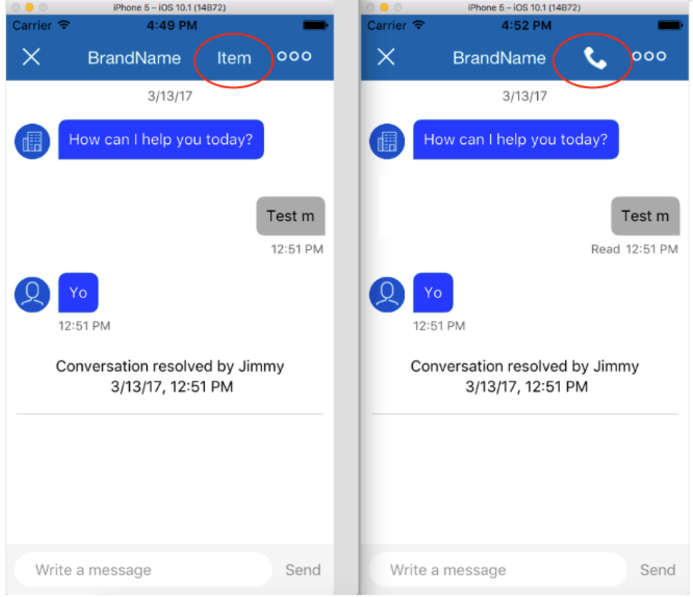 iPhone 5 – iOS 10.1 (14B72)
Carrier 4:49 PM
BrandName Item
3/13/17
How can I help you today?
Test m
12:51 PM
Yo
12:51 PM
Conversation resolved by Jimmy
3/13/17, 12:51 PM
Write a message Send
iPhone 5 – iOS 10.1 (14B72)
Carrier 4:52 PM
BrandName
3/13/17
How can I help you today?
Test m
Read 12:51 PM
Yo
12:51 PM
Conversation resolved by Jimmy
3/13/17, 12:51 PM
Write a message Send